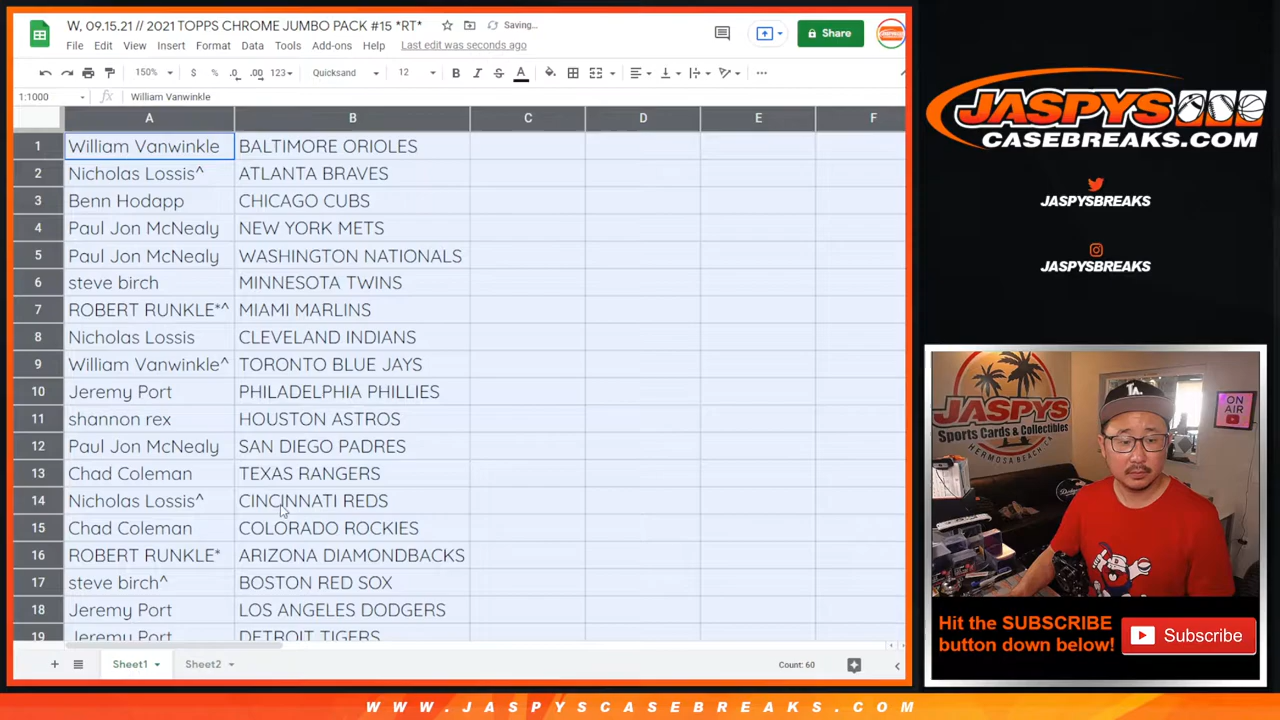 W, 09.15.21 // 2021 TOPPS CHROME JUMBO PACK #15 *RT*
Saving...
File Edit View Insert Format Data Tools Add-ons Help Last edit was seconds ago
Share
150% $ % .0 .00 123 Quicksand 12 B I S A
1:1000 fx William Vanwinkle
A B C D E F
1 William Vanwinkle BALTIMORE ORIOLES
2 Nicholas Lossis^ ATLANTA BRAVES
3 Benn Hodapp CHICAGO CUBS
4 Paul Jon McNealy NEW YORK METS
5 Paul Jon McNealy WASHINGTON NATIONALS
6 steve birch MINNESOTA TWINS
7 ROBERT RUNKLE*^ MIAMI MARLINS
8 Nicholas Lossis CLEVELAND INDIANS
9 William Vanwinkle^ TORONTO BLUE JAYS
10 Jeremy Port PHILADELPHIA PHILLIES
11 shannon rex HOUSTON ASTROS
12 Paul Jon McNealy SAN DIEGO PADRES
13 Chad Coleman TEXAS RANGERS
14 Nicholas Lossis^ CINCINNATI REDS
15 Chad Coleman COLORADO ROCKIES
16 ROBERT RUNKLE* ARIZONA DIAMONDBACKS
17 steve birch^ BOSTON RED SOX
18 Jeremy Port LOS ANGELES DODGERS
19 Jeremy Port DETROIT TIGERS
+ Sheet1 Sheet2 Count: 60
JASPYS
CASEBREAKS.COM
JASPYSBREAKS
JASPYSBREAKS
JASPYS
Sports Cards & Collectibles
HERMOSA BEACH, CA
ON
AIR
LA
Dodgers
Hit the SUBSCRIBE
button down below!
Subscribe
WWW.JASPYSCASEBREAKS.COM